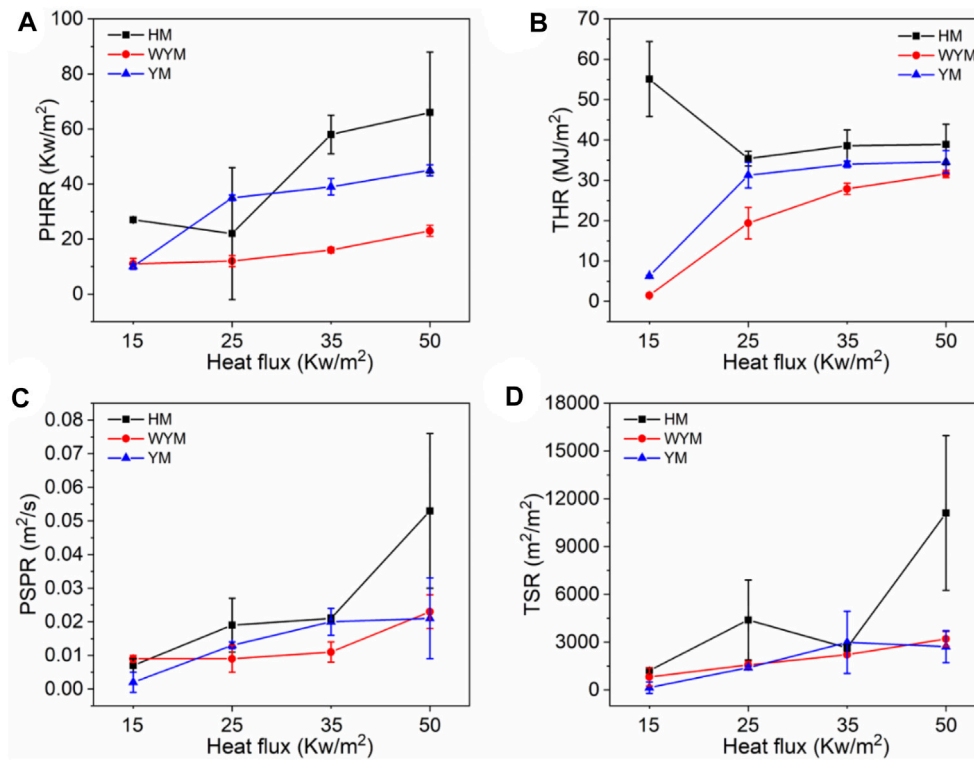 A
100
80
60
40
20
0
PHRR (Kw/m²)
HM
WYM
YM
15 25 35 50
Heat flux (Kw/m²)
B
70
60
50
40
30
20
10
0
THR (MJ/m²)
HM
WYM
YM
15 25 35 50
Heat flux (Kw/m²)
C
0.08
0.07
0.06
0.05
0.04
0.03
0.02
0.01
0.00
PSPR (m²/s)
HM
WYM
YM
15 25 35 50
Heat flux (Kw/m²)
D
18000
15000
12000
9000
6000
3000
0
TSR (m²/m²)
HM
WYM
YM
15 25 35 50
Heat flux (Kw/m²)